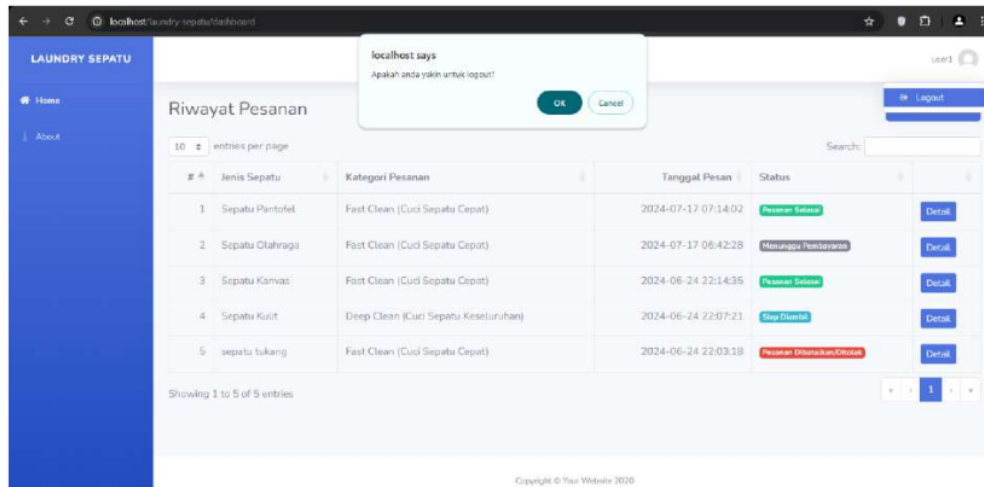 localhost/laundry-sepatu/dashboard
LAUNDRY SEPATU
localhost says
Apakah anda yakin untuk logout?
OK Cancel
user1
Home
About
Logout
Riwayat Pesanan
10 entries per page Search:
# Jenis Sepatu Kategori Pesanan Tanggal Pesan Status
1 Sepatu Pantofel Fast Clean (Cuci Sepatu Cepat) 2024-07-17 07:14:02 Pesanan Selesai Detail
2 Sepatu Olahraga Fast Clean (Cuci Sepatu Cepat) 2024-07-17 06:42:28 Menunggu Pembayaran Detail
3 Sepatu Kanvas Fast Clean (Cuci Sepatu Cepat) 2024-06-24 22:14:35 Pesanan Selesai Detail
4 Sepatu Kulit Deep Clean (Cuci Sepatu Keseluruhan) 2024-06-24 22:07:21 Siap Diambil Detail
5 sepatu tukang Fast Clean (Cuci Sepatu Cepat) 2024-06-24 22:03:18 Pesanan Dibatalkan/Ditolak Detail
Showing 1 to 5 of 5 entries
« ‹ 1 › »
Copyright © Your Website 2020